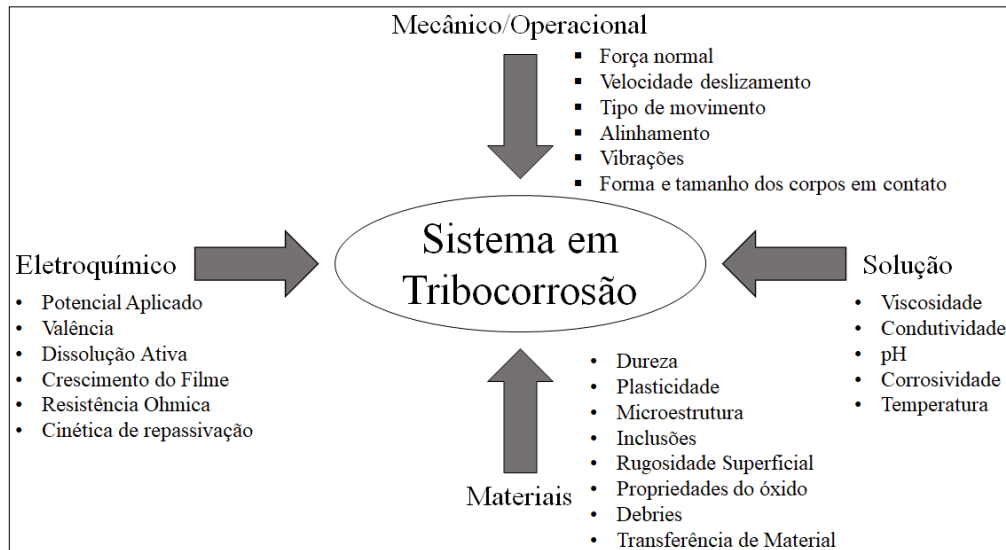 Mecânico/Operacional
▪ Força normal
▪ Velocidade deslizamento
▪ Tipo de movimento
▪ Alinhamento
▪ Vibrações
▪ Forma e tamanho dos corpos em contato
Sistema em
Tribocorrosão
Eletroquímico
• Potencial Aplicado
• Valência
• Dissolução Ativa
• Crescimento do Filme
• Resistência Ohmica
• Cinética de repassivação
Solução
• Viscosidade
• Condutividade
• pH
• Corrosividade
• Temperatura
Materiais
• Dureza
• Plasticidade
• Microestrutura
• Inclusões
• Rugosidade Superficial
• Propriedades do óxido
• Debries
• Transferência de Material